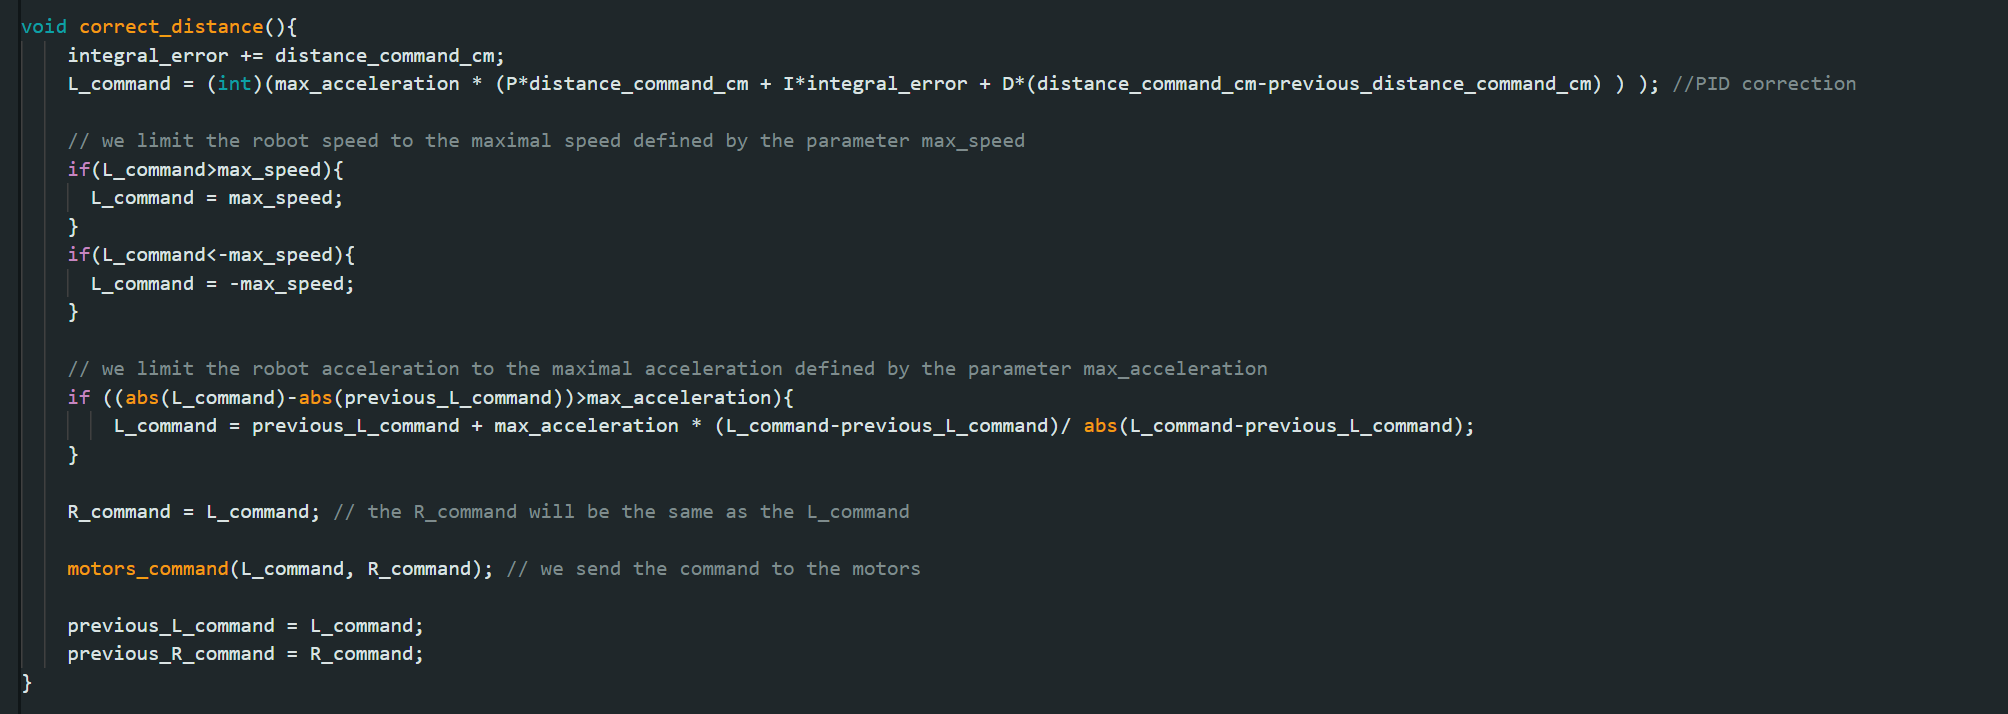 void correct_distance(){
integral_error += distance_command_cm;
L_command = (int)(max_acceleration * (P*distance_command_cm + I*integral_error + D*(distance_command_cm-previous_distance_command_cm) ) ); //PID correction
// we limit the robot speed to the maximal speed defined by the parameter max_speed
if(L_command>max_speed){
L_command = max_speed;
}
if(L_command<-max_speed){
L_command = -max_speed;
}
// we limit the robot acceleration to the maximal acceleration defined by the parameter max_acceleration
if ((abs(L_command)-abs(previous_L_command))>max_acceleration){
L_command = previous_L_command + max_acceleration * (L_command-previous_L_command)/ abs(L_command-previous_L_command);
}
R_command = L_command; // the R_command will be the same as the L_command
motors_command(L_command, R_command); // we send the command to the motors
previous_L_command = L_command;
previous_R_command = R_command;
}